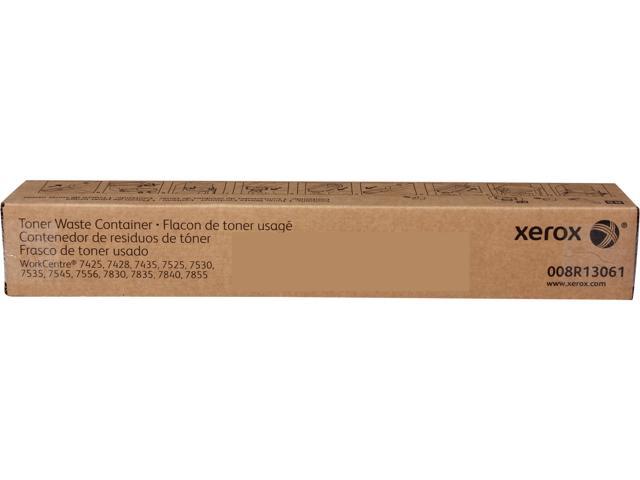 Toner Waste Container • Flacon de toner usagé
Contenedor de residuos de tóner
Frasco de toner usado
WorkCentre® 7425, 7428, 7435, 7525, 7530,
7535, 7545, 7556, 7830, 7835, 7840, 7855
xerox
008R13061
www.xerox.com